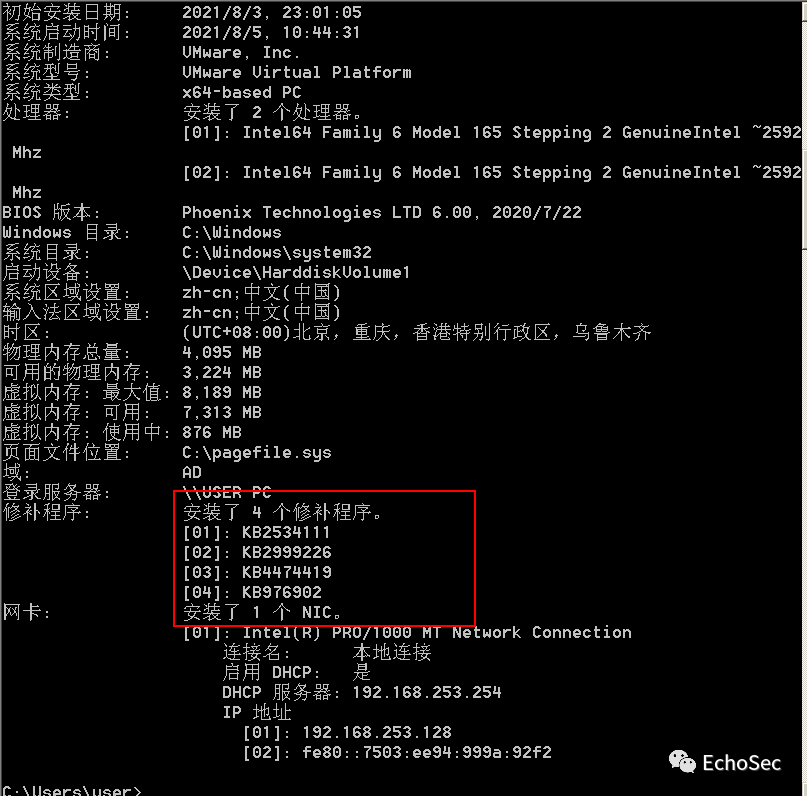 初始安装日期:     2021/8/3, 23:01:05
系统启动时间:     2021/8/5, 10:44:31
系统制造商:       VMware, Inc.
系统型号:         VMware Virtual Platform
系统类型:         x64-based PC
处理器:           安装了 2 个处理器。
                  [01]: Intel64 Family 6 Model 165 Stepping 2 GenuineIntel ~2592
 Mhz
                  [02]: Intel64 Family 6 Model 165 Stepping 2 GenuineIntel ~2592
 Mhz
BIOS 版本:        Phoenix Technologies LTD 6.00, 2020/7/22
Windows 目录:     C:\Windows
系统目录:         C:\Windows\system32
启动设备:         \Device\HarddiskVolume1
系统区域设置:     zh-cn;中文(中国)
输入法区域设置:   zh-cn;中文(中国)
时区:             (UTC+08:00)北京，重庆，香港特别行政区，乌鲁木齐
物理内存总量:     4,095 MB
可用的物理内存:   3,224 MB
虚拟内存: 最大值: 8,189 MB
虚拟内存: 可用:   7,313 MB
虚拟内存: 使用中: 876 MB
页面文件位置:     C:\pagefile.sys
域:               AD
登录服务器:       \\USER PC
修补程序:         安装了 4 个修补程序。
                  [01]: KB2534111
                  [02]: KB2999226
                  [03]: KB4474419
                  [04]: KB976902
网卡:             安装了 1 个 NIC。
                  [01]: Intel(R) PRO/1000 MT Network Connection
                      连接名:      本地连接
                      启用 DHCP:   是
                      DHCP 服务器: 192.168.253.254
                      IP 地址
                        [01]: 192.168.253.128
                        [02]: fe80::7503:ee94:999a:92f2
EchoSec
C:\Users\user>